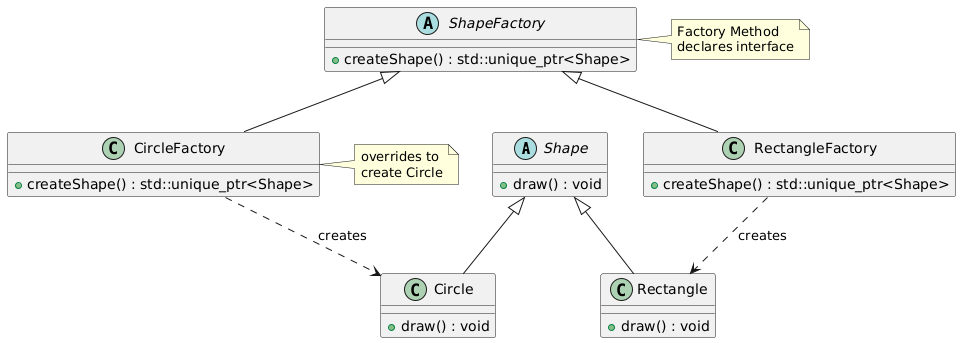 A ShapeFactory
createShape() : std::unique_ptr<Shape>
Factory Method
declares interface
C CircleFactory
createShape() : std::unique_ptr<Shape>
overrides to
create Circle
A Shape
draw() : void
C RectangleFactory
createShape() : std::unique_ptr<Shape>
creates
creates
C Circle
draw() : void
C Rectangle
draw() : void